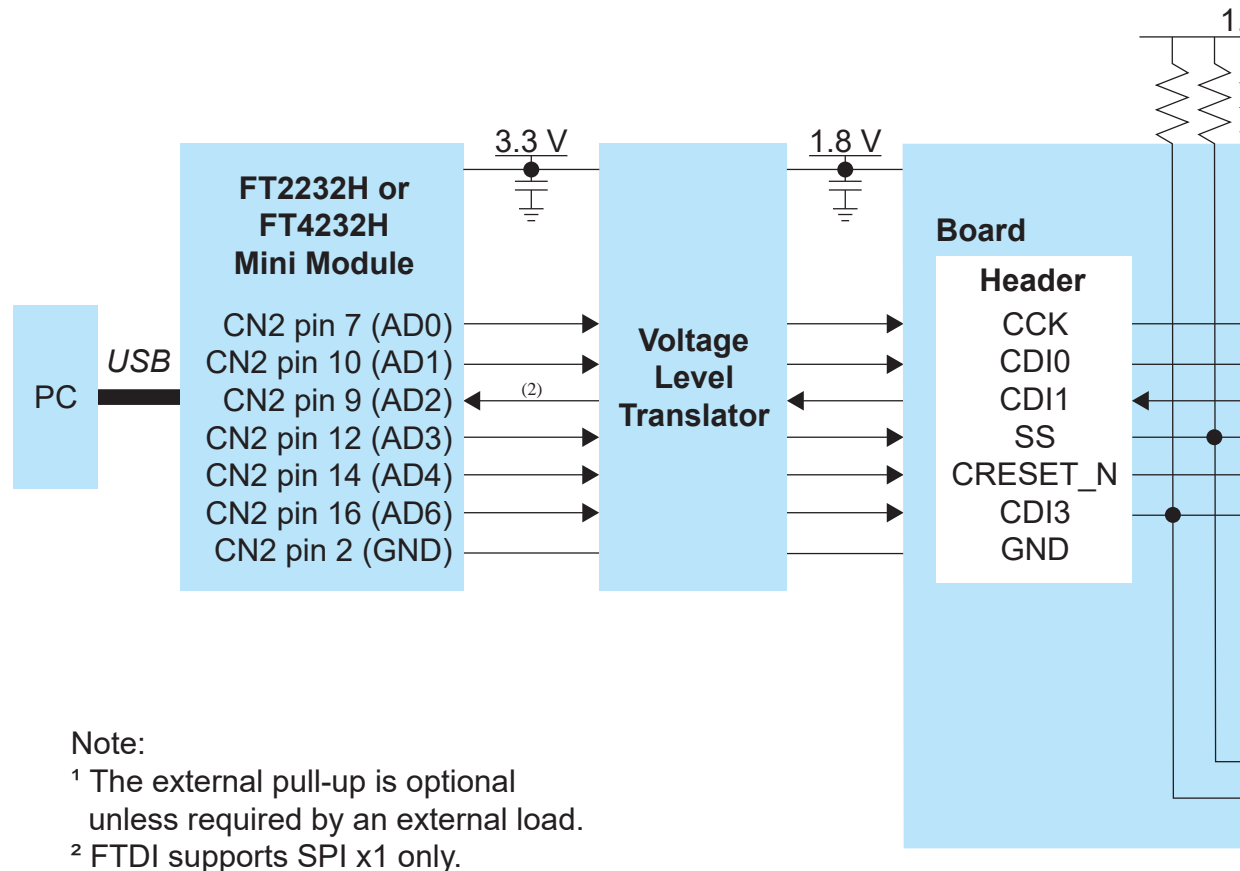 1.
3.3 V
1.8 V
FT2232H or
FT4232H
Mini Module
Board
Header
CN2 pin 7 (AD0)
CCK
CN2 pin 10 (AD1)
CDI0
PC
USB
CN2 pin 9 (AD2)
(2)
CDI1
Voltage
Level
Translator
CN2 pin 12 (AD3)
SS
CN2 pin 14 (AD4)
CRESET_N
CN2 pin 16 (AD6)
CDI3
CN2 pin 2 (GND)
GND
Note:
¹ The external pull-up is optional
unless required by an external load.
² FTDI supports SPI x1 only.